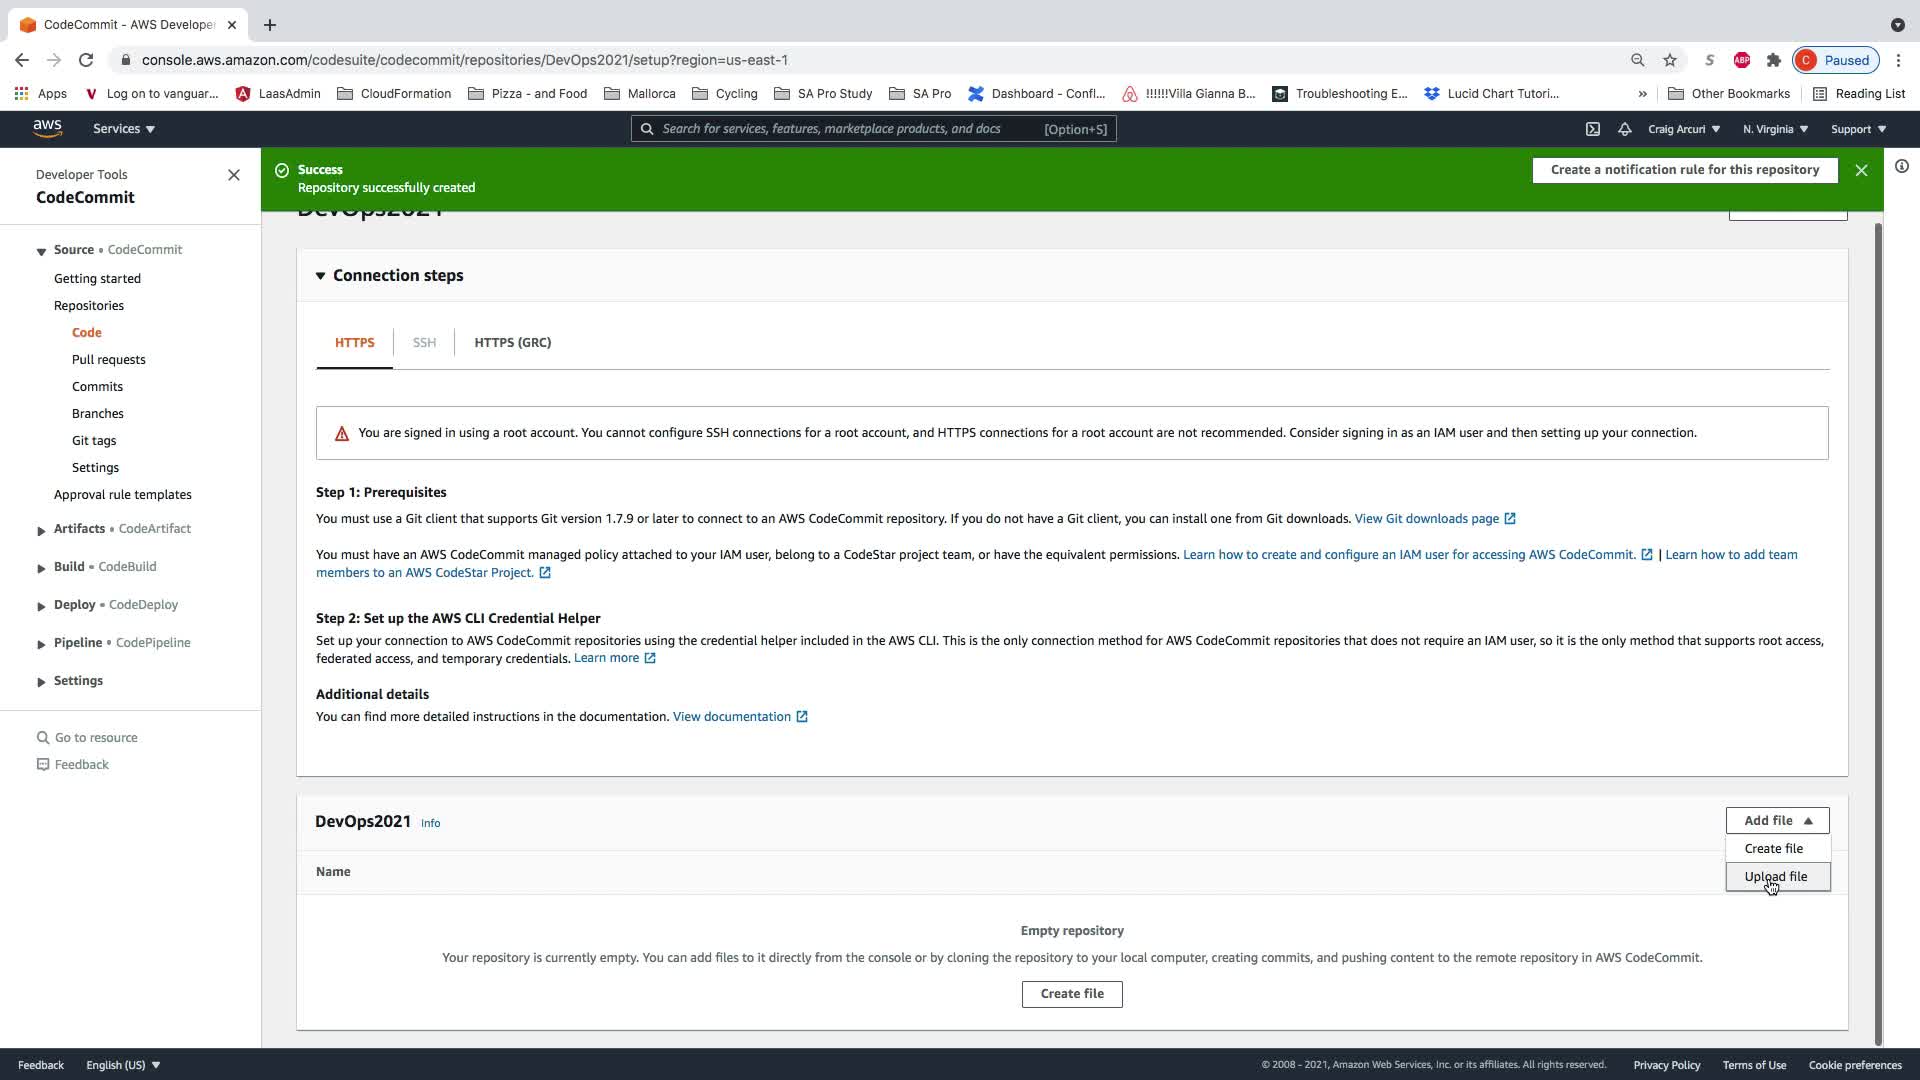 CodeCommit - AWS Developer
console.aws.amazon.com/codesuite/codecommit/repositories/DevOps2021/setup?region=us-east-1
S
ABP
C Paused
Apps
Log on to vanguar...
LaasAdmin
CloudFormation
Pizza - and Food
Mallorca
Cycling
SA Pro Study
SA Pro
Dashboard - Confl...
!!!!!!Villa Gianna B...
Troubleshooting E...
Lucid Chart Tutori...
»
Other Bookmarks
Reading List
aws
Services
Search for services, features, marketplace products, and docs
[Option+S]
Craig Arcuri
N. Virginia
Support
Developer Tools
CodeCommit
Source • CodeCommit
Getting started
Repositories
Code
Pull requests
Commits
Branches
Git tags
Settings
Approval rule templates
Artifacts • CodeArtifact
Build • CodeBuild
Deploy • CodeDeploy
Pipeline • CodePipeline
Settings
Go to resource
Feedback
Success
Repository successfully created
Create a notification rule for this repository
DevOps2021
Connection steps
HTTPS
SSH
HTTPS (GRC)
You are signed in using a root account. You cannot configure SSH connections for a root account, and HTTPS connections for a root account are not recommended. Consider signing in as an IAM user and then setting up your connection.
Step 1: Prerequisites
You must use a Git client that supports Git version 1.7.9 or later to connect to an AWS CodeCommit repository. If you do not have a Git client, you can install one from Git downloads. View Git downloads page
You must have an AWS CodeCommit managed policy attached to your IAM user, belong to a CodeStar project team, or have the equivalent permissions. Learn how to create and configure an IAM user for accessing AWS CodeCommit. | Learn how to add team
members to an AWS CodeStar Project.
Step 2: Set up the AWS CLI Credential Helper
Set up your connection to AWS CodeCommit repositories using the credential helper included in the AWS CLI. This is the only connection method for AWS CodeCommit repositories that does not require an IAM user, so it is the only method that supports root access,
federated access, and temporary credentials. Learn more
Additional details
You can find more detailed instructions in the documentation. View documentation
DevOps2021 Info
Add file
Create file
Upload file
Name
Empty repository
Your repository is currently empty. You can add files to it directly from the console or by cloning the repository to your local computer, creating commits, and pushing content to the remote repository in AWS CodeCommit.
Create file
Feedback
English (US)
© 2008 - 2021, Amazon Web Services, Inc. or its affiliates. All rights reserved.
Privacy Policy
Terms of Use
Cookie preferences